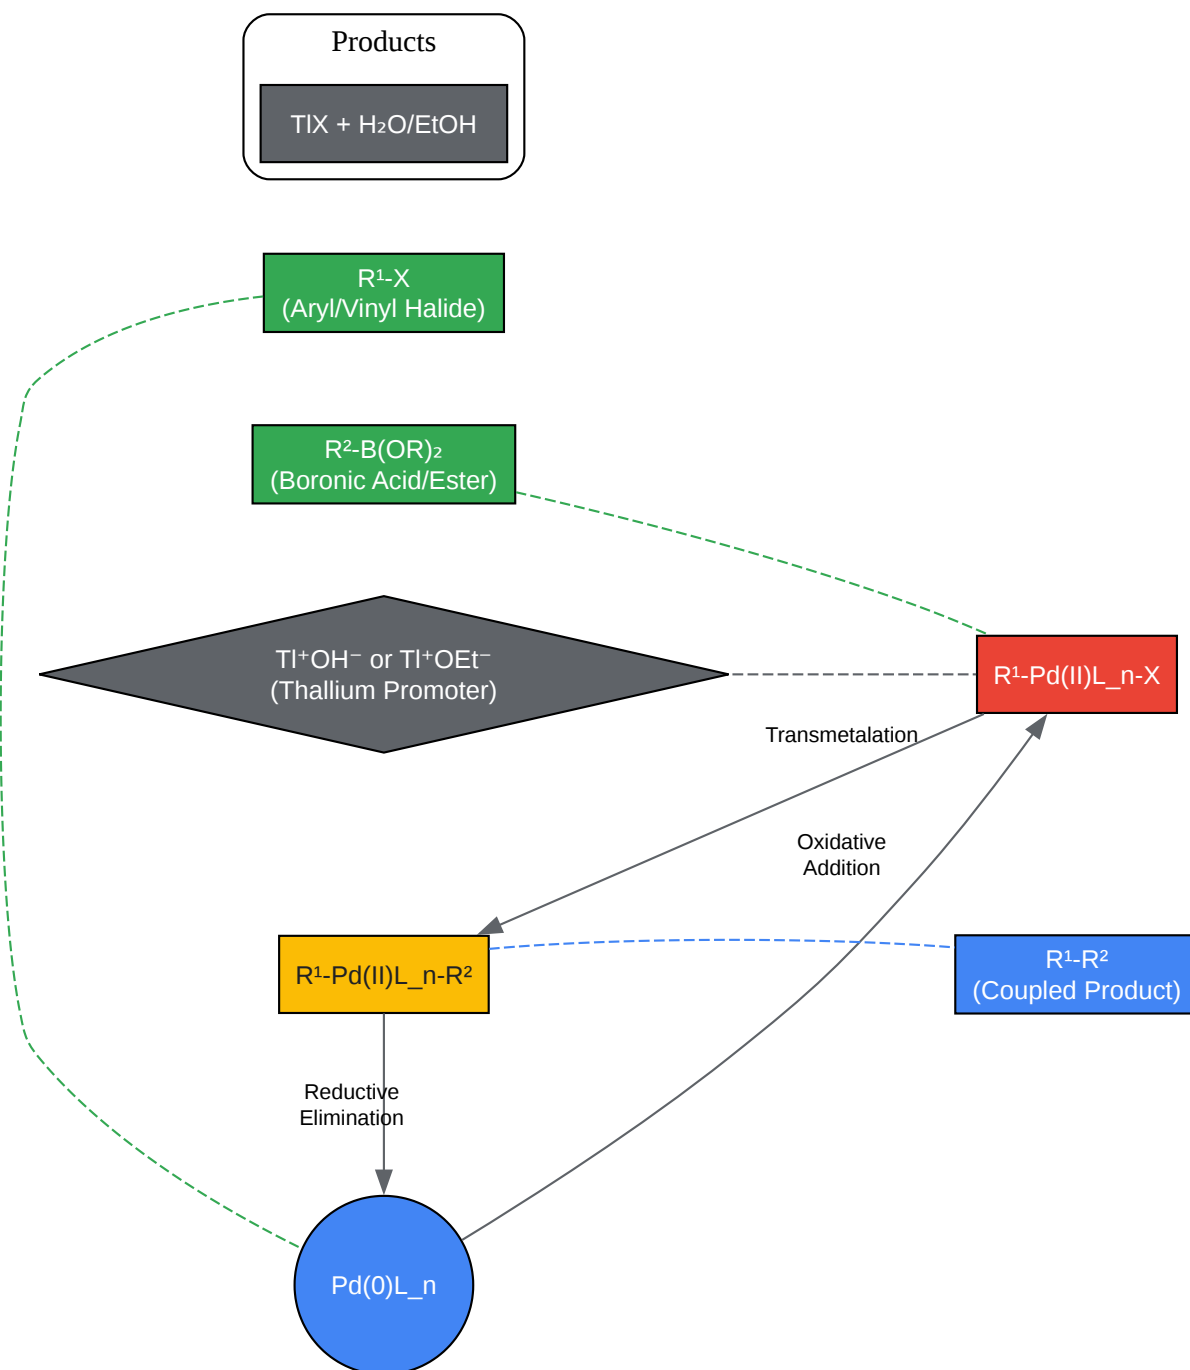 Products
TlX + H₂O/EtOH
R¹-X
(Aryl/Vinyl Halide)
R²-B(OR)₂
(Boronic Acid/Ester)
Tl⁺OH⁻ or Tl⁺OEt⁻
(Thallium Promoter)
R¹-Pd(II)L_n-X
Transmetalation
Oxidative
Addition
R¹-Pd(II)L_n-R²
R¹-R²
(Coupled Product)
Reductive
Elimination
Pd(0)L_n